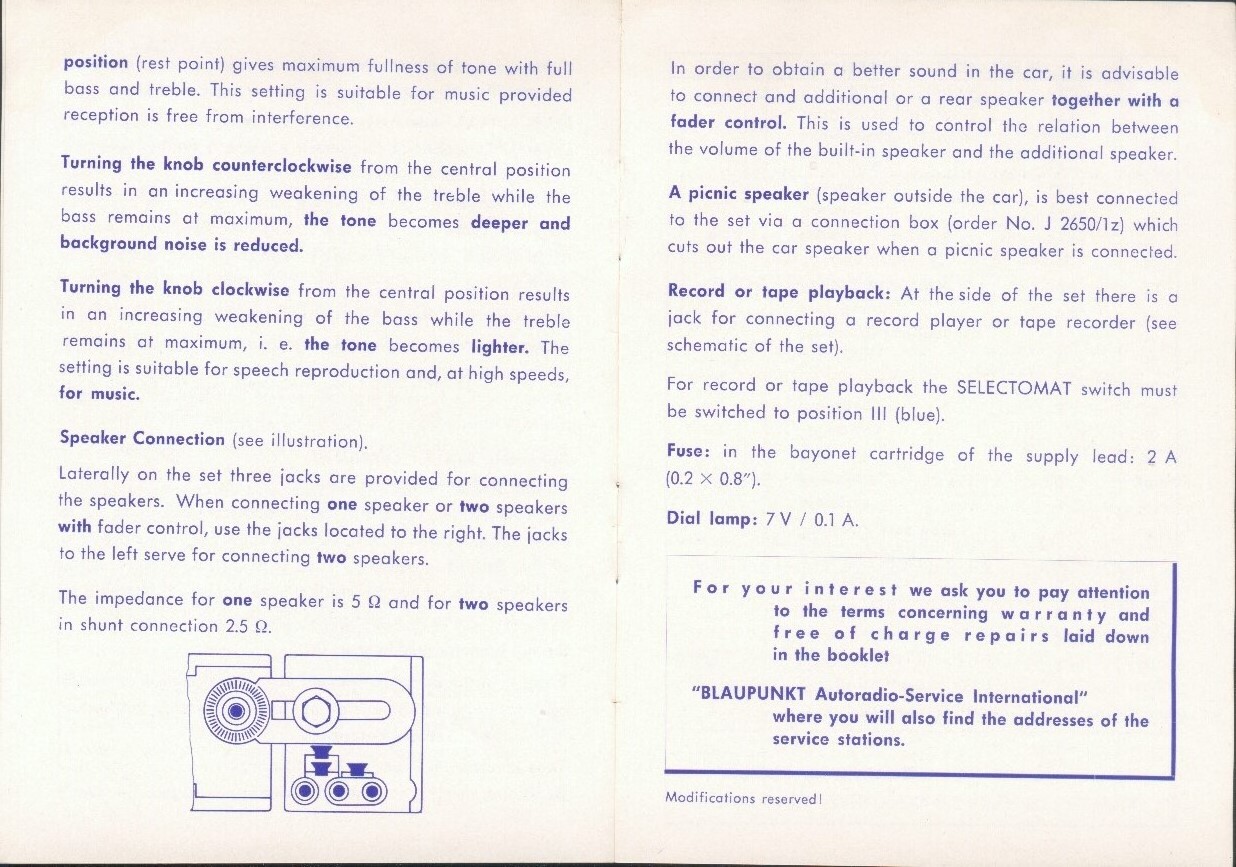 position (rest point) gives maximum fullness of tone with full
bass and treble. This setting is suitable for music provided
reception is free from interference.
Turning the knob counterclockwise from the central position
results in an increasing weakening of the treble while the
bass remains at maximum, the tone becomes deeper and
background noise is reduced.
Turning the knob clockwise from the central position results
in an increasing weakening of the bass while the treble
remains at maximum, i. e. the tone becomes lighter. The
setting is suitable for speech reproduction and, at high speeds,
for music.
Speaker Connection (see illustration).
Laterally on the set three jacks are provided for connecting
the speakers. When connecting one speaker or two speakers
with fader control, use the jacks located to the right. The jacks
to the left serve for connecting two speakers.
The impedance for one speaker is 5 Ω and for two speakers
in shunt connection 2.5 Ω.
In order to obtain a better sound in the car, it is advisable
to connect and additional or a rear speaker together with a
fader control. This is used to control the relation between
the volume of the built-in speaker and the additional speaker.
A picnic speaker (speaker outside the car), is best connected
to the set via a connection box (order No. J 2650/1z) which
cuts out the car speaker when a picnic speaker is connected.
Record or tape playback: At the side of the set there is a
jack for connecting a record player or tape recorder (see
schematic of the set).
For record or tape playback the SELECTOMAT switch must
be switched to position III (blue).
Fuse: in the bayonet cartridge of the supply lead: 2 A
(0.2 × 0.8″).
Dial lamp: 7 V / 0.1 A.
For your interest we ask you to pay attention
to the terms concerning warranty and
free of charge repairs laid down
in the booklet
"BLAUPUNKT Autoradio-Service International"
where you will also find the addresses of the
service stations.
Modifications reserved!